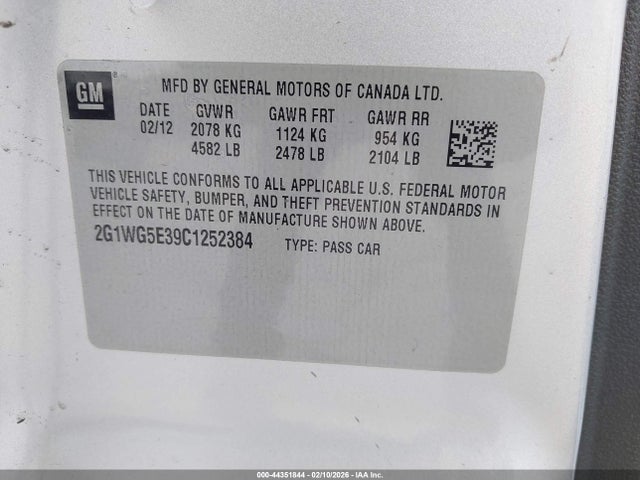 GM
MFD BY GENERAL MOTORS OF CANADA LTD.
DATE GVWR GAWR FRT GAWR RR
02/12 2078 KG 1124 KG 954 KG
4582 LB 2478 LB 2104 LB
THIS VEHICLE CONFORMS TO ALL APPLICABLE U.S. FEDERAL MOTOR
VEHICLE SAFETY, BUMPER, AND THEFT PREVENTION STANDARDS IN
EFFECT ON THE DATE OF MANUFACTURE SHOWN ABOVE.
2G1WG5E39C1252384 TYPE: PASS CAR
000-44351844 - 02/10/2026 - IAA Inc.